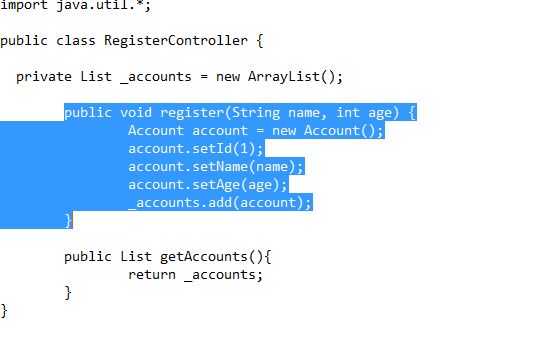 import java.util.*;
public class RegisterController {
private List _accounts = new ArrayList();
public void register(String name, int age) {
Account account = new Account();
account.setId(1);
account.setName(name);
account.setAge(age);
_accounts.add(account);
}
public List getAccounts(){
return _accounts;
}
}